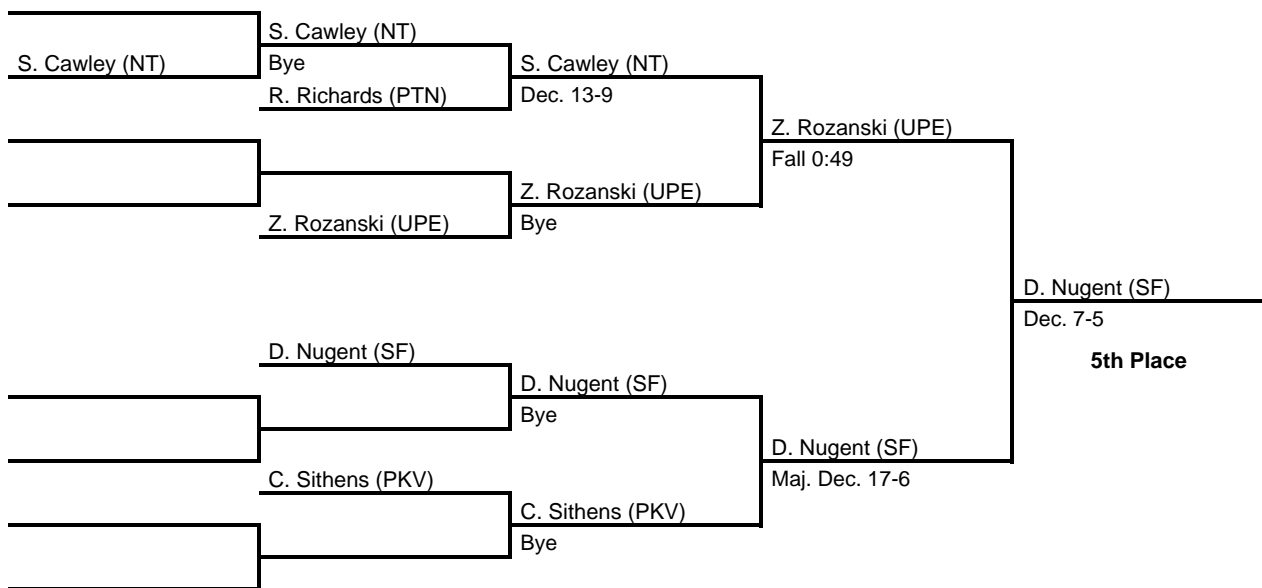 S. Cawley (NT)
S. Cawley (NT)
Bye
R. Richards (PTN)
S. Cawley (NT)
Dec. 13-9
Z. Rozanski (UPE)
Z. Rozanski (UPE)
Bye
Z. Rozanski (UPE)
Fall 0:49
D. Nugent (SF)
D. Nugent (SF)
Bye
C. Sithens (PKV)
C. Sithens (PKV)
Bye
D. Nugent (SF)
Maj. Dec. 17-6
D. Nugent (SF)
Dec. 7-5
5th Place